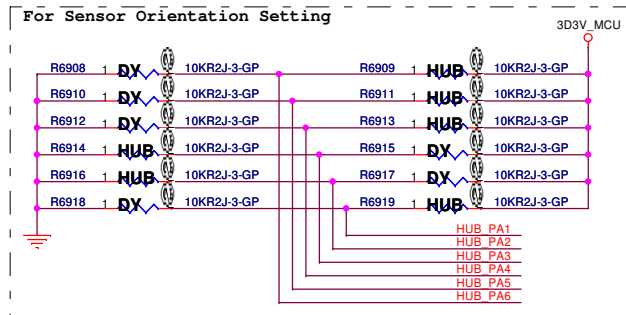 For Sensor Orientation Setting
3D3V_MCU
R6908 1 DY 10KR2J-3-GP R6909 1 HUB 10KR2J-3-GP
R6910 1 DY 10KR2J-3-GP R6911 1 HUB 10KR2J-3-GP
R6912 1 DY 10KR2J-3-GP R6913 1 HUB 10KR2J-3-GP
R6914 1 HUB 10KR2J-3-GP R6915 1 DY 10KR2J-3-GP
R6916 1 HUB 10KR2J-3-GP R6917 1 DY 10KR2J-3-GP
R6918 1 DY 10KR2J-3-GP R6919 1 HUB 10KR2J-3-GP
HUB_PA1
HUB_PA2
HUB_PA3
HUB_PA4
HUB_PA5
HUB_PA6